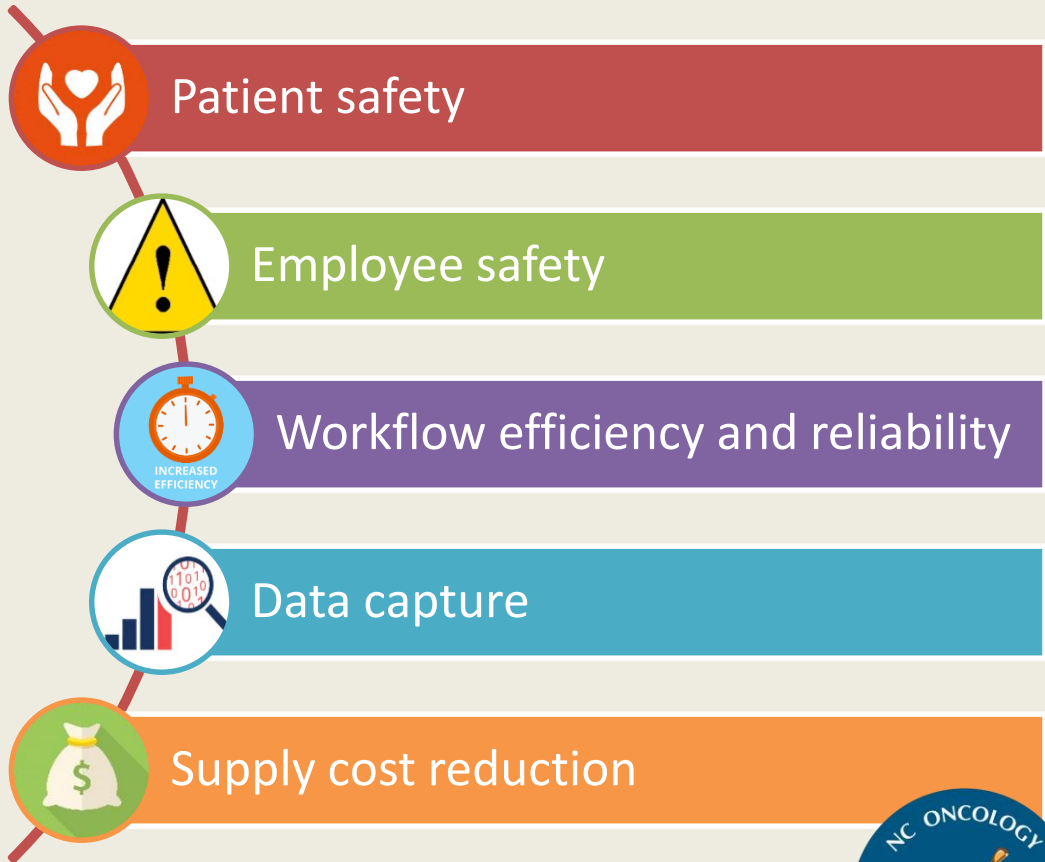 Patient safety
Employee safety
INCREASED
EFFICIENCY
Workflow efficiency and reliability
Data capture
$
Supply cost reduction
NC ONCOLOGY